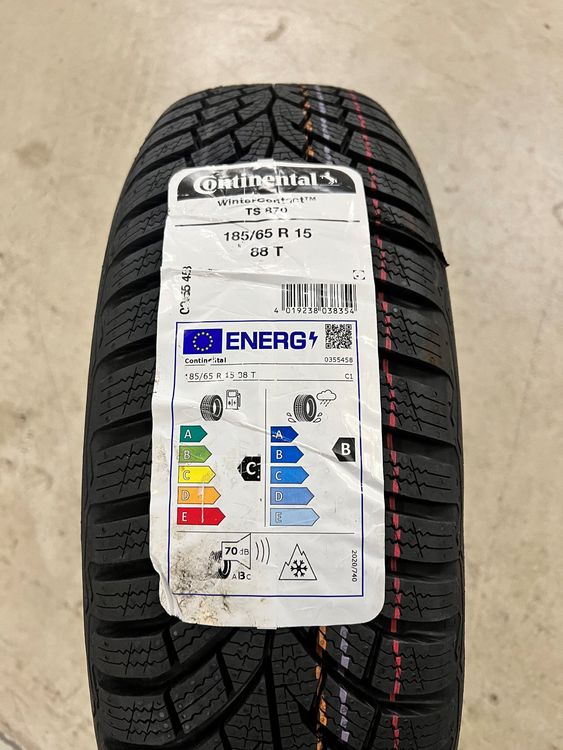 Continental
WinterContact™
TS 870
185/65 R 15
88 T
4 019238 038354
ENERG
Continental
0355458
185/65 R 15 88 T
C1
A
A
B
B
B
C
C
C
D
D
E
E
70 dB
ABC
2020/740